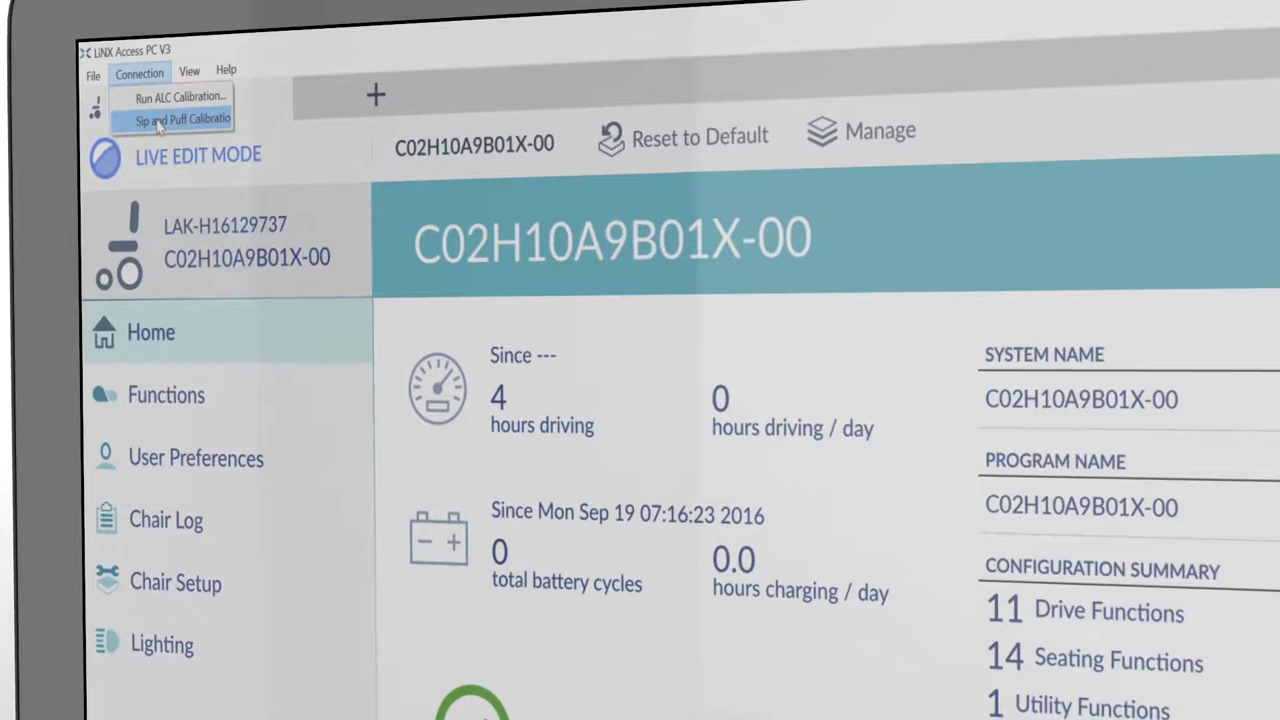 LiNX Access PC V3
File Connection View Help
Run ALC Calibration...
Sip and Puff Calibratio
+
LIVE EDIT MODE
C02H10A9B01X-00
Reset to Default
Manage
LAK-H16129737
C02H10A9B01X-00
C02H10A9B01X-00
Home
Functions
User Preferences
Chair Log
Chair Setup
Lighting
Since ---
4
hours driving
0
hours driving / day
Since Mon Sep 19 07:16:23 2016
0
total battery cycles
0.0
hours charging / day
SYSTEM NAME
C02H10A9B01X-00
PROGRAM NAME
C02H10A9B01X-00
CONFIGURATION SUMMARY
11 Drive Functions
14 Seating Functions
1 Utility Functions